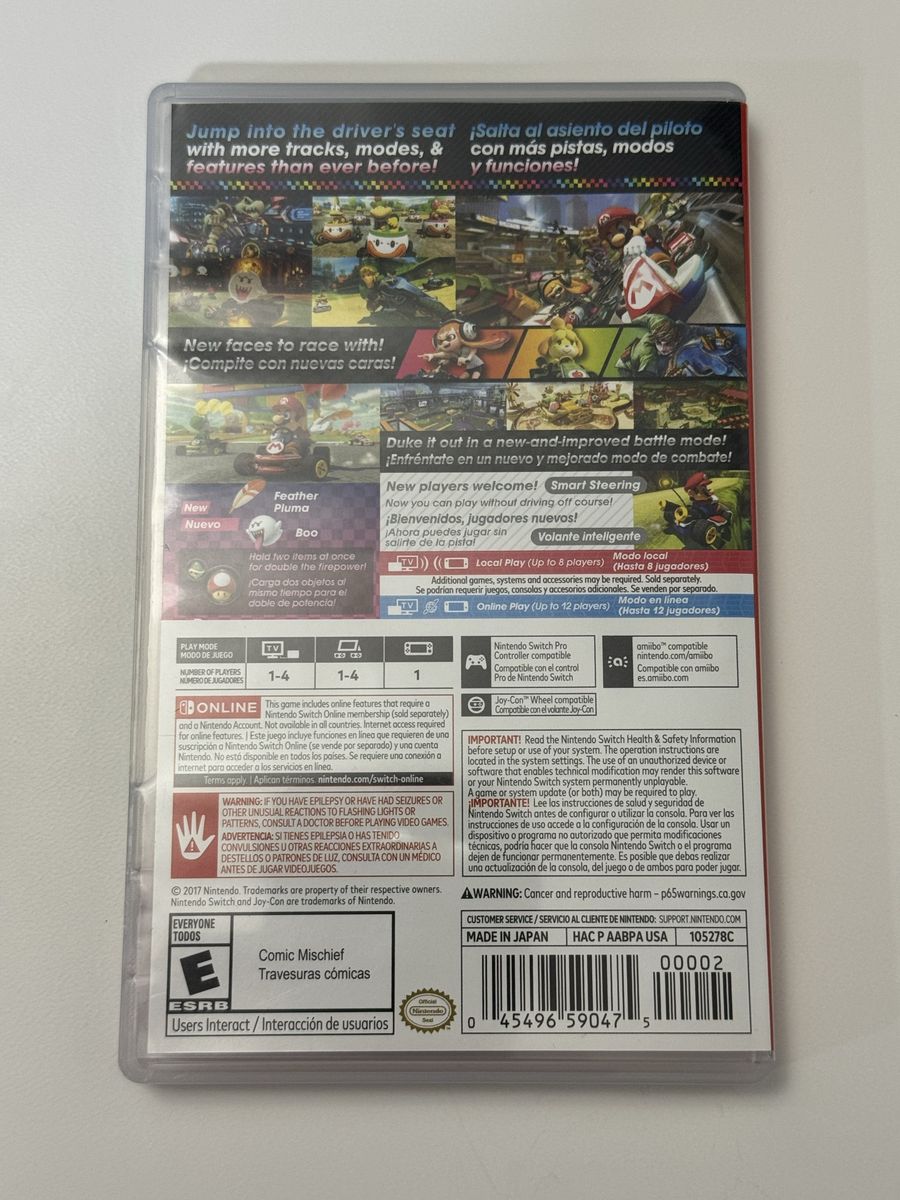 Jump into the driver's seat
with more tracks, modes, &
features than ever before!
¡Salta al asiento del piloto
con más pistas, modos
y funciones!
New faces to race with!
¡Compite con nuevas caras!
Duke it out in a new-and-improved battle mode!
¡Enfréntate en un nuevo y mejorado modo de combate!
New
Nuevo
Feather
Pluma
Boo
Hold two items at once
for double the firepower!
¡Carga dos objetos al
mismo tiempo para el
doble de potencia!
New players welcome! Smart Steering
Now you can play without driving off course!
¡Bienvenidos, jugadores nuevos!
¡Ahora puedes jugar sin
salirte de la pista!
Volante inteligente
TV Local Play (Up to 8 players) Modo local
(Hasta 8 jugadores)
Additional games, systems and accessories may be required. Sold separately.
Se podrían requerir juegos, consolas y accesorios adicionales. Se venden por separado.
TV Online Play (Up to 12 players) Modo en línea
(Hasta 12 jugadores)
PLAY MODE
MODO DE JUEGO
TV
NUMBER OF PLAYERS
NÚMERO DE JUGADORES
1-4 1-4 1
Nintendo Switch Pro
Controller compatible
Compatible con el control
Pro de Nintendo Switch
amiibo™ compatible
nintendo.com/amiibo
Compatible con amiibo
es.amiibo.com
Joy-Con™ Wheel compatible
Compatible con el volante Joy-Con
ONLINE This game includes online features that require a
Nintendo Switch Online membership (sold separately)
and a Nintendo Account. Not available in all countries. Internet access required
for online features. | Este juego incluye funciones en línea que requieren de una
suscripción a Nintendo Switch Online (se vende por separado) y una cuenta
Nintendo. No está disponible en todos los países. Se requiere una conexión a
internet para acceder a los servicios en línea.
Terms apply. | Aplican términos. nintendo.com/switch-online
WARNING: IF YOU HAVE EPILEPSY OR HAVE HAD SEIZURES OR
OTHER UNUSUAL REACTIONS TO FLASHING LIGHTS OR
PATTERNS, CONSULT A DOCTOR BEFORE PLAYING VIDEO GAMES.
ADVERTENCIA: SI TIENES EPILEPSIA O HAS TENIDO
CONVULSIONES U OTRAS REACCIONES EXTRAORDINARIAS A
DESTELLOS O PATRONES DE LUZ, CONSULTA CON UN MÉDICO
ANTES DE JUGAR VIDEOJUEGOS.
IMPORTANT! Read the Nintendo Switch Health & Safety Information
before setup or use of your system. The operation instructions are
located in the system settings. The use of an unauthorized device or
software that enables technical modification may render this software
or your Nintendo Switch system permanently unplayable.
A game or system update (or both) may be required to play.
¡IMPORTANTE! Lee las instrucciones de salud y seguridad de
Nintendo Switch antes de configurar o utilizar la consola. Para ver las
instrucciones de uso accede a la configuración de la consola. Usar un
dispositivo o programa no autorizado que permita modificaciones
técnicas, podría hacer que la consola Nintendo Switch o el programa
dejen de funcionar permanentemente. Es posible que debas realizar
una actualización de la consola, del juego o de ambos para poder jugar.
© 2017 Nintendo. Trademarks are property of their respective owners.
Nintendo Switch and Joy-Con are trademarks of Nintendo.
WARNING: Cancer and reproductive harm – p65warnings.ca.gov
EVERYONE
TODOS
E
ESRB
Comic Mischief
Travesuras cómicas
Users Interact / Interacción de usuarios
Official
Nintendo
Seal
CUSTOMER SERVICE / SERVICIO AL CLIENTE DE NINTENDO: SUPPORT.NINTENDO.COM
MADE IN JAPAN HAC P AABPA USA 105278C
00002
0 45496 59047 5